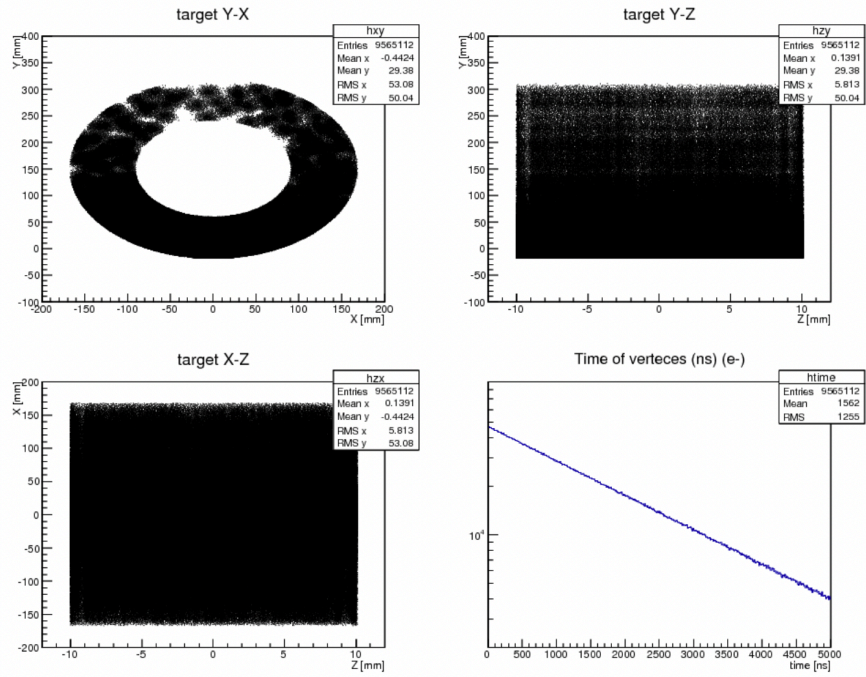 target Y-X
hxy
Entries 9565112
Mean x -0.4424
Mean y 29.38
RMS x 53.08
RMS y 50.04
Y [mm]
400
350
300
250
200
150
100
50
0
-50
-100
-200 -150 -100 -50 0 50 100 150 200
X [mm]
target Y-Z
hzy
Entries 9565112
Mean x 0.1391
Mean y 29.38
RMS x 5.813
RMS y 50.04
Y [mm]
400
350
300
250
200
150
100
50
0
-50
-100
-10 -5 0 5 10
Z [mm]
target X-Z
hzx
Entries 9565112
Mean x 0.1391
Mean y -0.4424
RMS x 5.813
RMS y 53.08
X [mm]
200
150
100
50
0
-50
-100
-150
-200
-10 -5 0 5 10
Z [mm]
Time of verteces (ns) (e-)
htime
Entries 9565112
Mean 1562
RMS 1255
10^4
0 500 1000 1500 2000 2500 3000 3500 4000 4500 5000
time [ns]